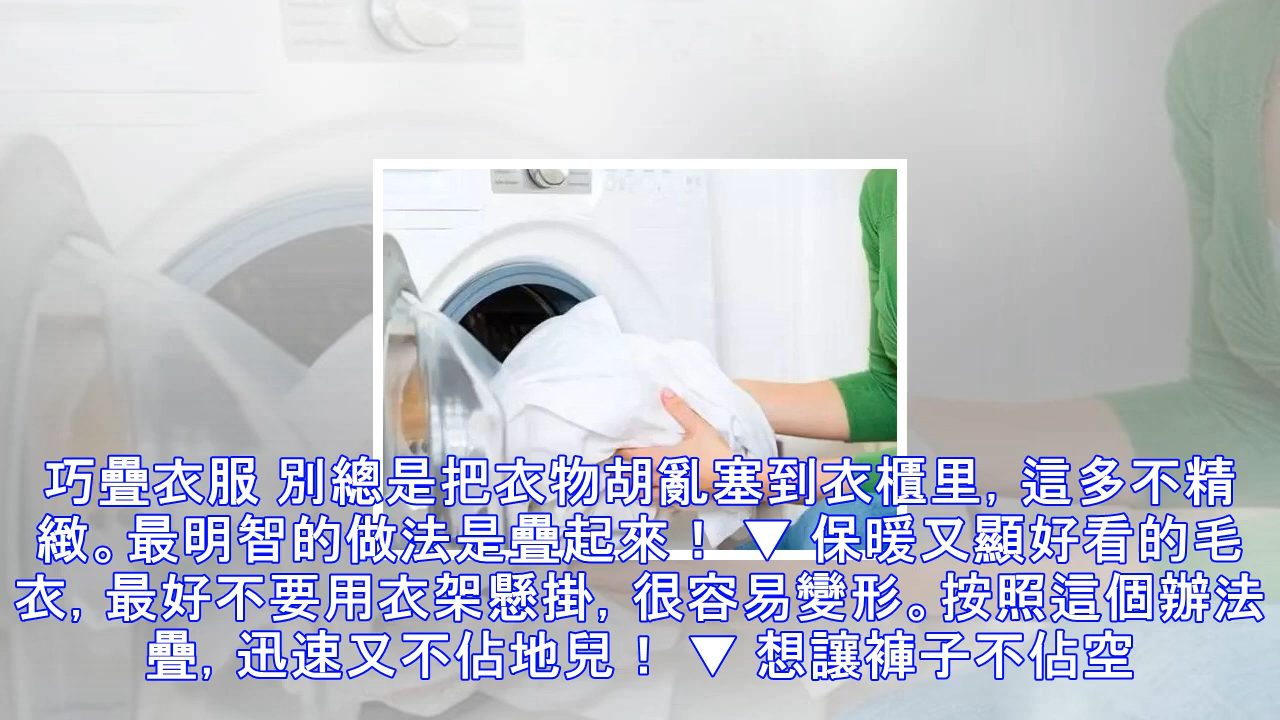 巧疊衣服 別總是把衣物胡亂塞到衣櫃里, 這多不精
緻。最明智的做法是疊起來！ ▼ 保暖又顯好看的毛
衣, 最好不要用衣架懸掛, 很容易變形。按照這個辦法
疊, 迅速又不佔地兒！ ▼ 想讓褲子不佔空